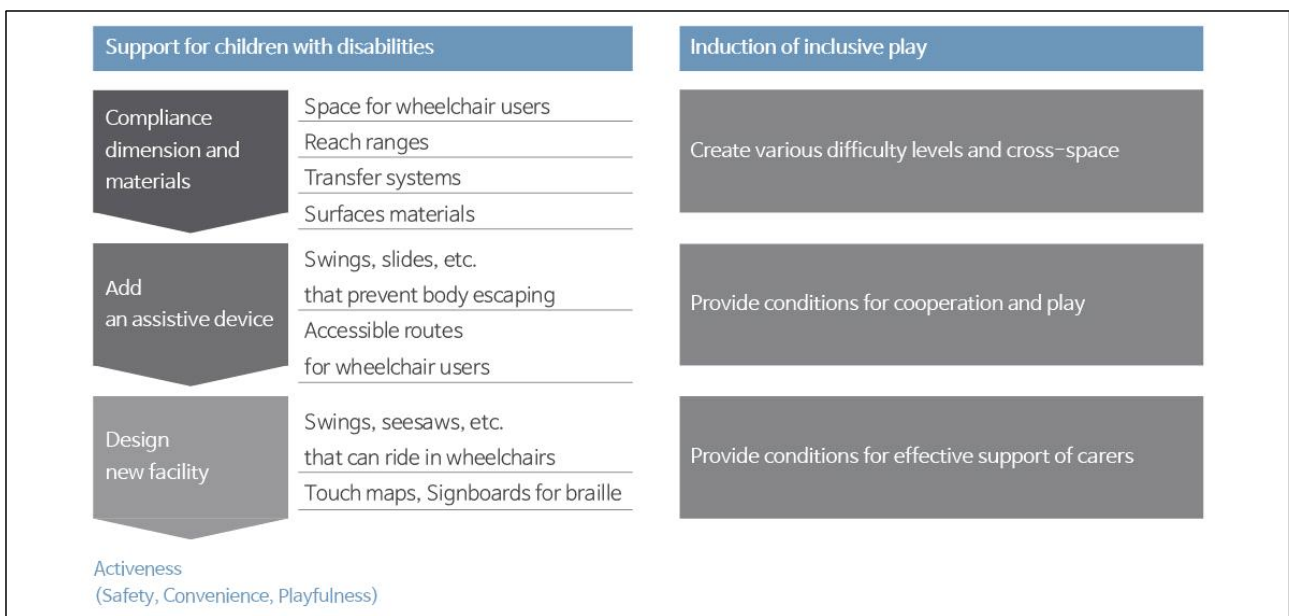 Support for children with disabilities
Induction of inclusive play
Compliance
dimension and
materials
Space for wheelchair users
Reach ranges
Transfer systems
Surfaces materials
Create various difficulty levels and cross-space
Add
an assistive device
Swings, slides, etc.
that prevent body escaping
Accessible routes
for wheelchair users
Provide conditions for cooperation and play
Design
new facility
Swings, seesaws, etc.
that can ride in wheelchairs
Touch maps, Signboards for braille
Provide conditions for effective support of carers
Activeness
(Safety, Convenience, Playfulness)